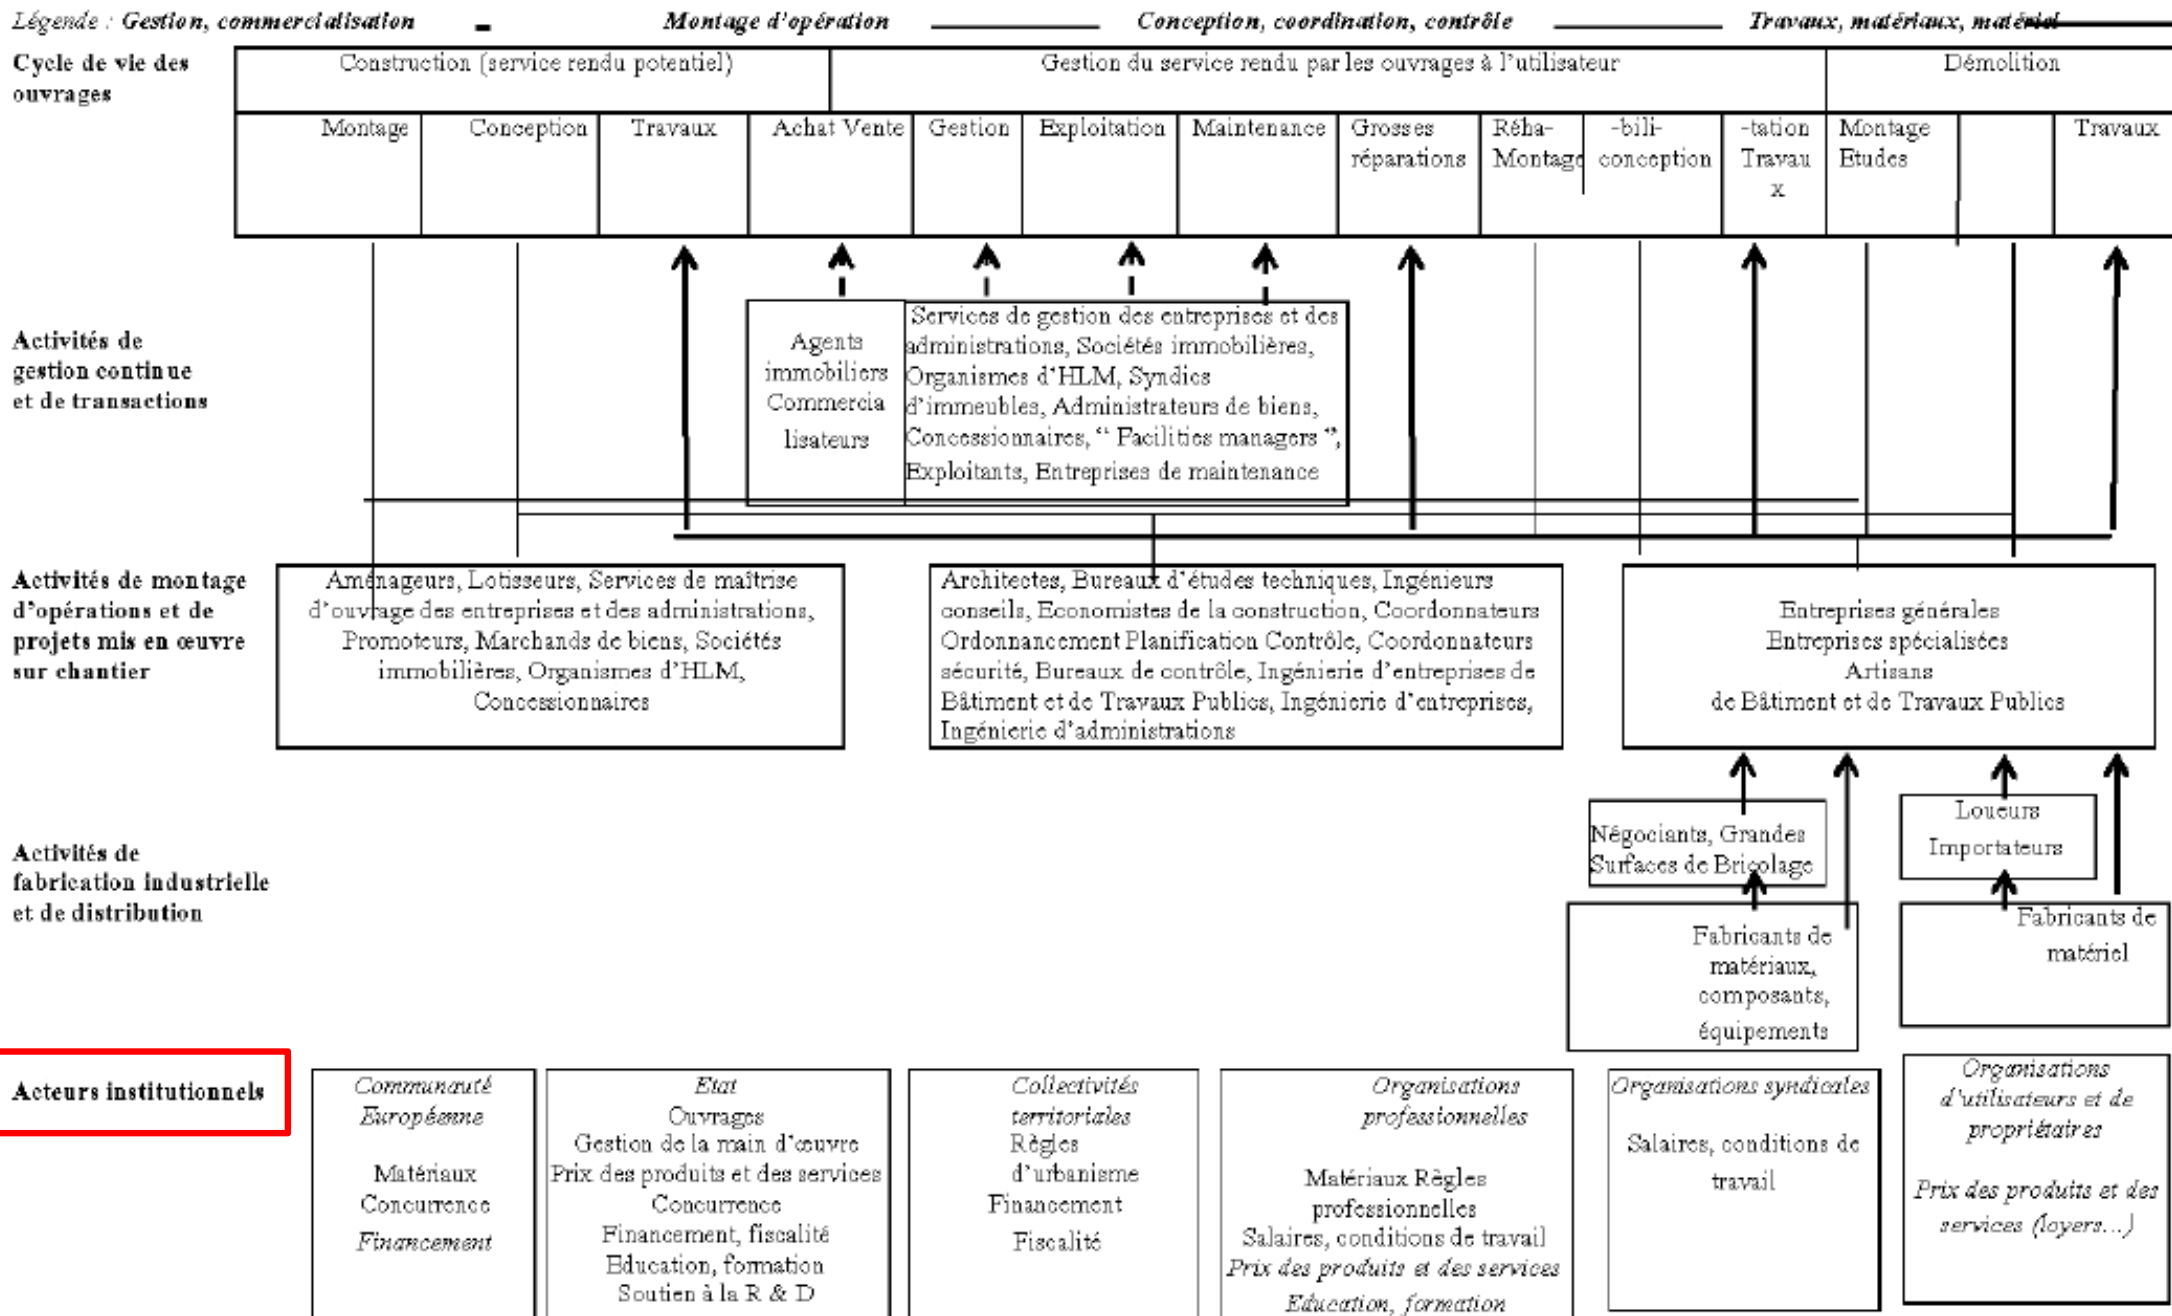 Légende : Gestion, commercialisation Montage d'opération Conception, coordination, contrôle Travaux, matériaux, matériel
Cycle de vie des
ouvrages
Construction (service rendu potentiel) Gestion du service rendu par les ouvrages à l'utilisateur Démolition
Montage
Conception
Travaux
Achat Vente
Gestion
Exploitation
Maintenance
Grosses
réparations
Réha-
Montage
-bili-
conception
-tation
Travau
x
Montage
Etudes
Travaux
Activités de
gestion continue
et de transactions
Agents
immobiliers
Commercia
lisateurs
Services de gestion des entreprises et des
administrations, Sociétés immobilières,
Organismes d'HLM, Syndics
d'immeubles, Administrateurs de biens,
Concessionnaires, “ Facilities managers ”,
Exploitants, Entreprises de maintenance
Activités de montage
d'opérations et de
projets mis en œuvre
sur chantier
Aménageurs, Lotisseurs, Services de maîtrise
d'ouvrage des entreprises et des administrations,
Promoteurs, Marchands de biens, Sociétés
immobilières, Organismes d'HLM,
Concessionnaires
Architectes, Bureaux d'études techniques, Ingénieurs
conseils, Economistes de la construction, Coordonnateurs
Ordonnancement Planification Contrôle, Coordonnateurs
sécurité, Bureaux de contrôle, Ingénierie d'entreprises de
Bâtiment et de Travaux Publics, Ingénierie d'entreprises,
Ingénierie d'administrations
Entreprises générales
Entreprises spécialisées
Artisans
de Bâtiment et de Travaux Publics
Activités de
fabrication industrielle
et de distribution
Négociants, Grandes
Surfaces de Bricolage
Loueurs
Importateurs
Fabricants de
matériaux,
composants,
équipements
Fabricants de
matériel
Acteurs institutionnels
Communauté
Européenne
Matériaux
Concurrence
Financement
Etat
Ouvrages
Gestion de la main d'œuvre
Prix des produits et des services
Concurrence
Financement, fiscalité
Education, formation
Soutien à la R & D
Collectivités
territoriales
Règles
d'urbanisme
Financement
Fiscalité
Organisations
professionnelles
Matériaux Règles
professionnelles
Salaires, conditions de travail
Prix des produits et des services
Education, formation
Organisations syndicales
Salaires, conditions de
travail
Organisations
d'utilisateurs et de
propriétaires
Prix des produits et des
services (loyers...)